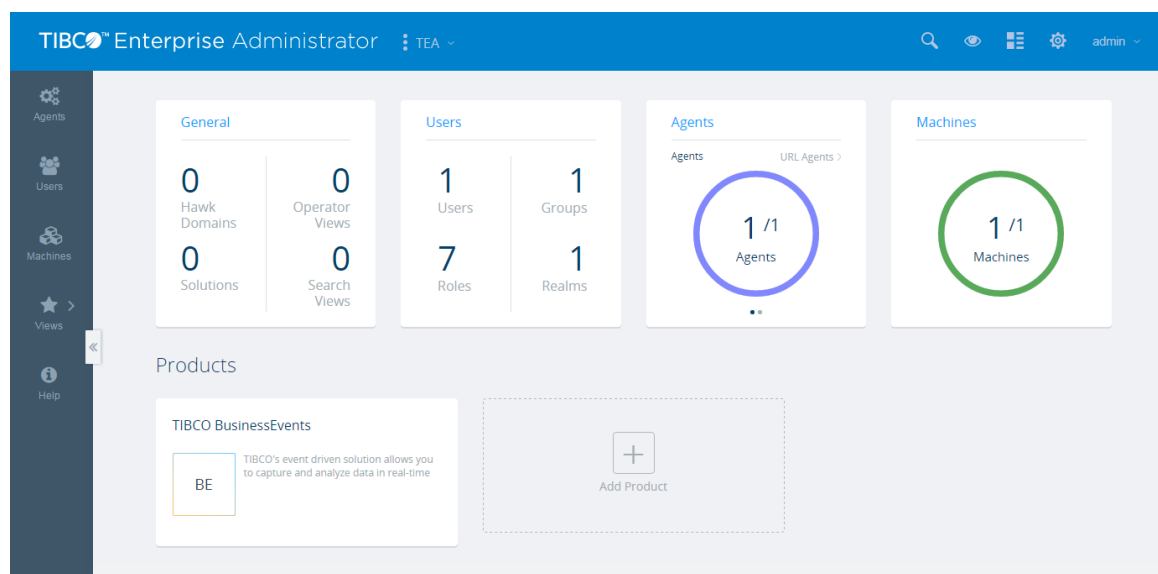 TIBCO™ Enterprise Administrator
TEA
admin
Agents
Users
Machines
Views
Help
General
0
Hawk
Domains
0
Operator
Views
0
Solutions
0
Search
Views
Users
1
Users
1
Groups
7
Roles
1
Realms
Agents
Agents
URL Agents >
1 /1
Agents
Machines
1 /1
Machines
Products
TIBCO BusinessEvents
BE
TIBCO's event driven solution allows you
to capture and analyze data in real-time
Add Product